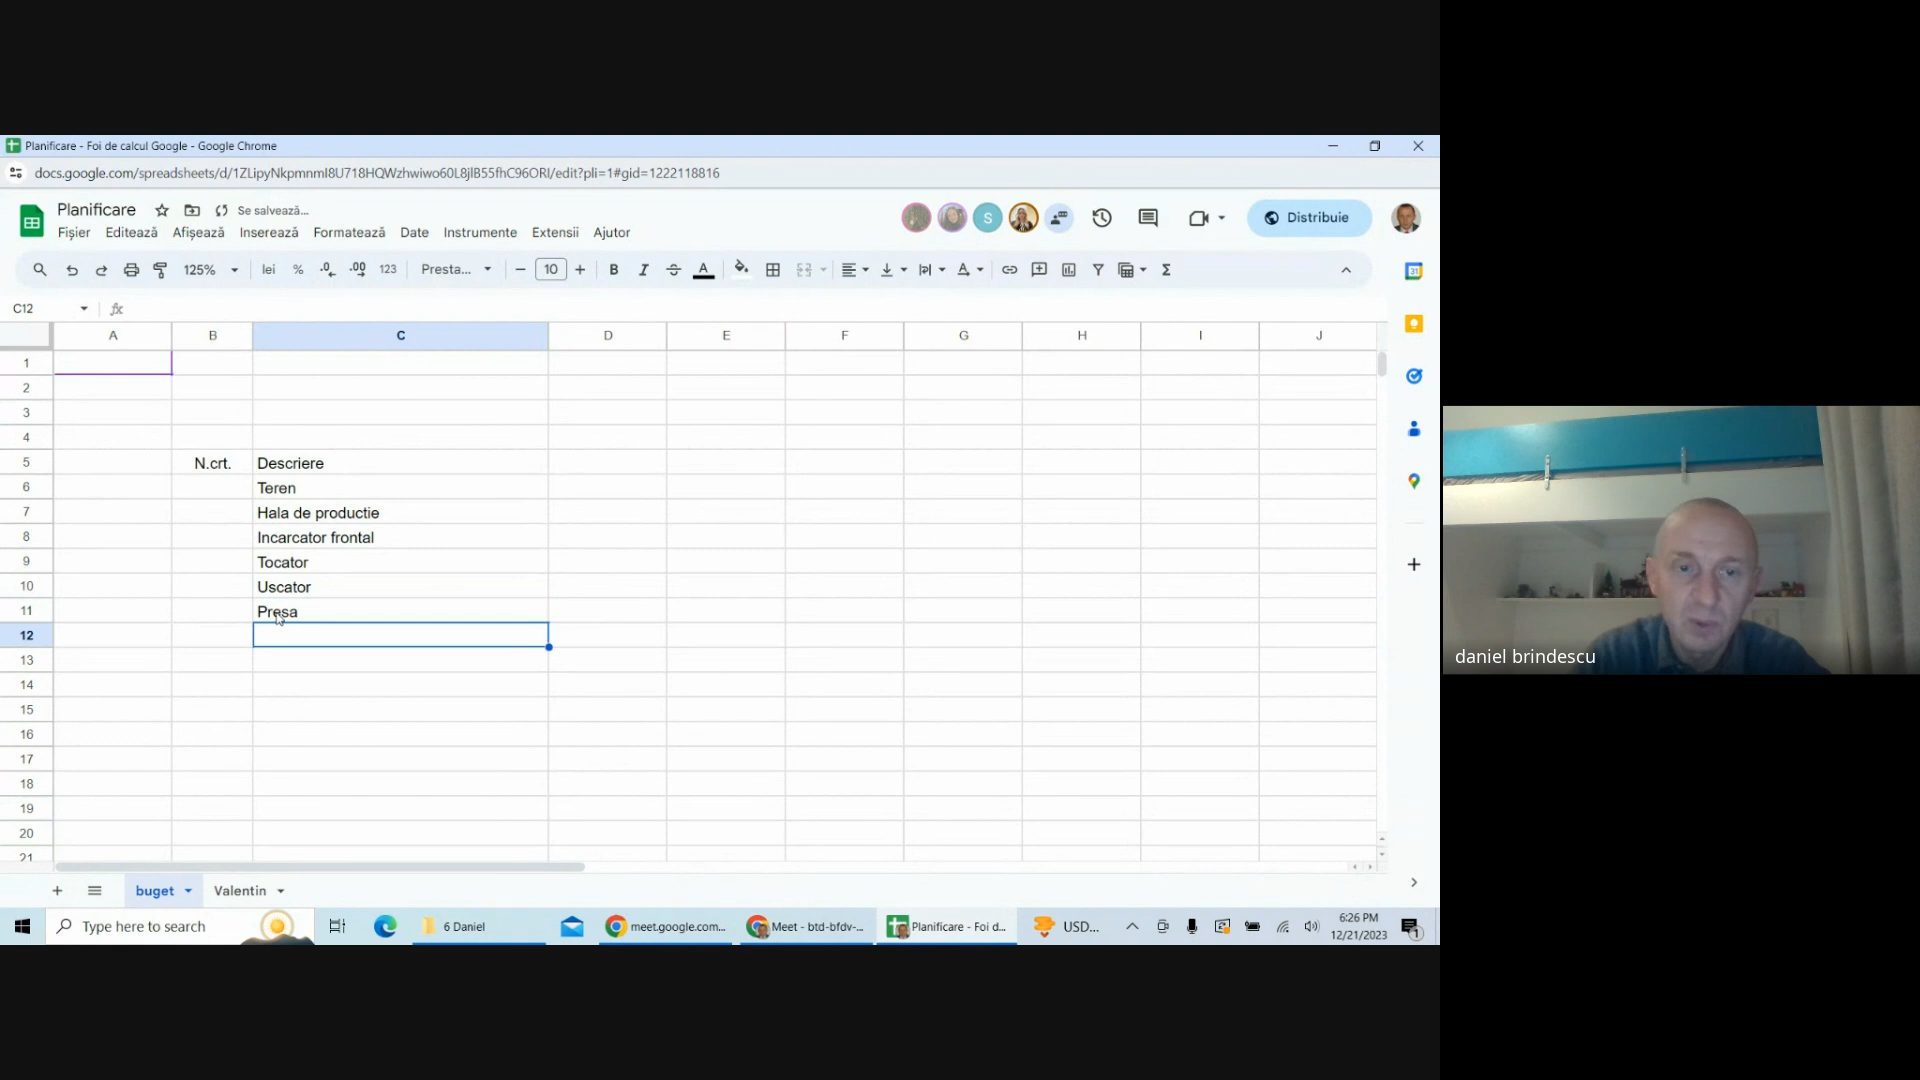 Planificare - Foi de calcul Google - Google Chrome
docs.google.com/spreadsheets/d/1ZLipyNkpmnmI8U718HQWzhwiwo60L8jlB55fhC96ORI/edit?pli=1#gid=1222118816
Planificare Se salvează...
Fișier Editează Afișează Inserează Formatează Date Instrumente Extensii Ajutor
S
Distribuie
125% lei % .0 .00 123 Presta... 10 B I A
C12 fx
A B C D E F G H I J
1
2
3
4
5 N.crt. Descriere
6 Teren
7 Hala de productie
8 Incarcator frontal
9 Tocator
10 Uscator
11 Presa
12
13
14
15
16
17
18
19
20
21
buget Valentin
Type here to search 6 Daniel meet.google.com... Meet - btd-bfdv-... Planificare - Foi d... USD... 6:26 PM
12/21/2023 1
31
daniel brindescu